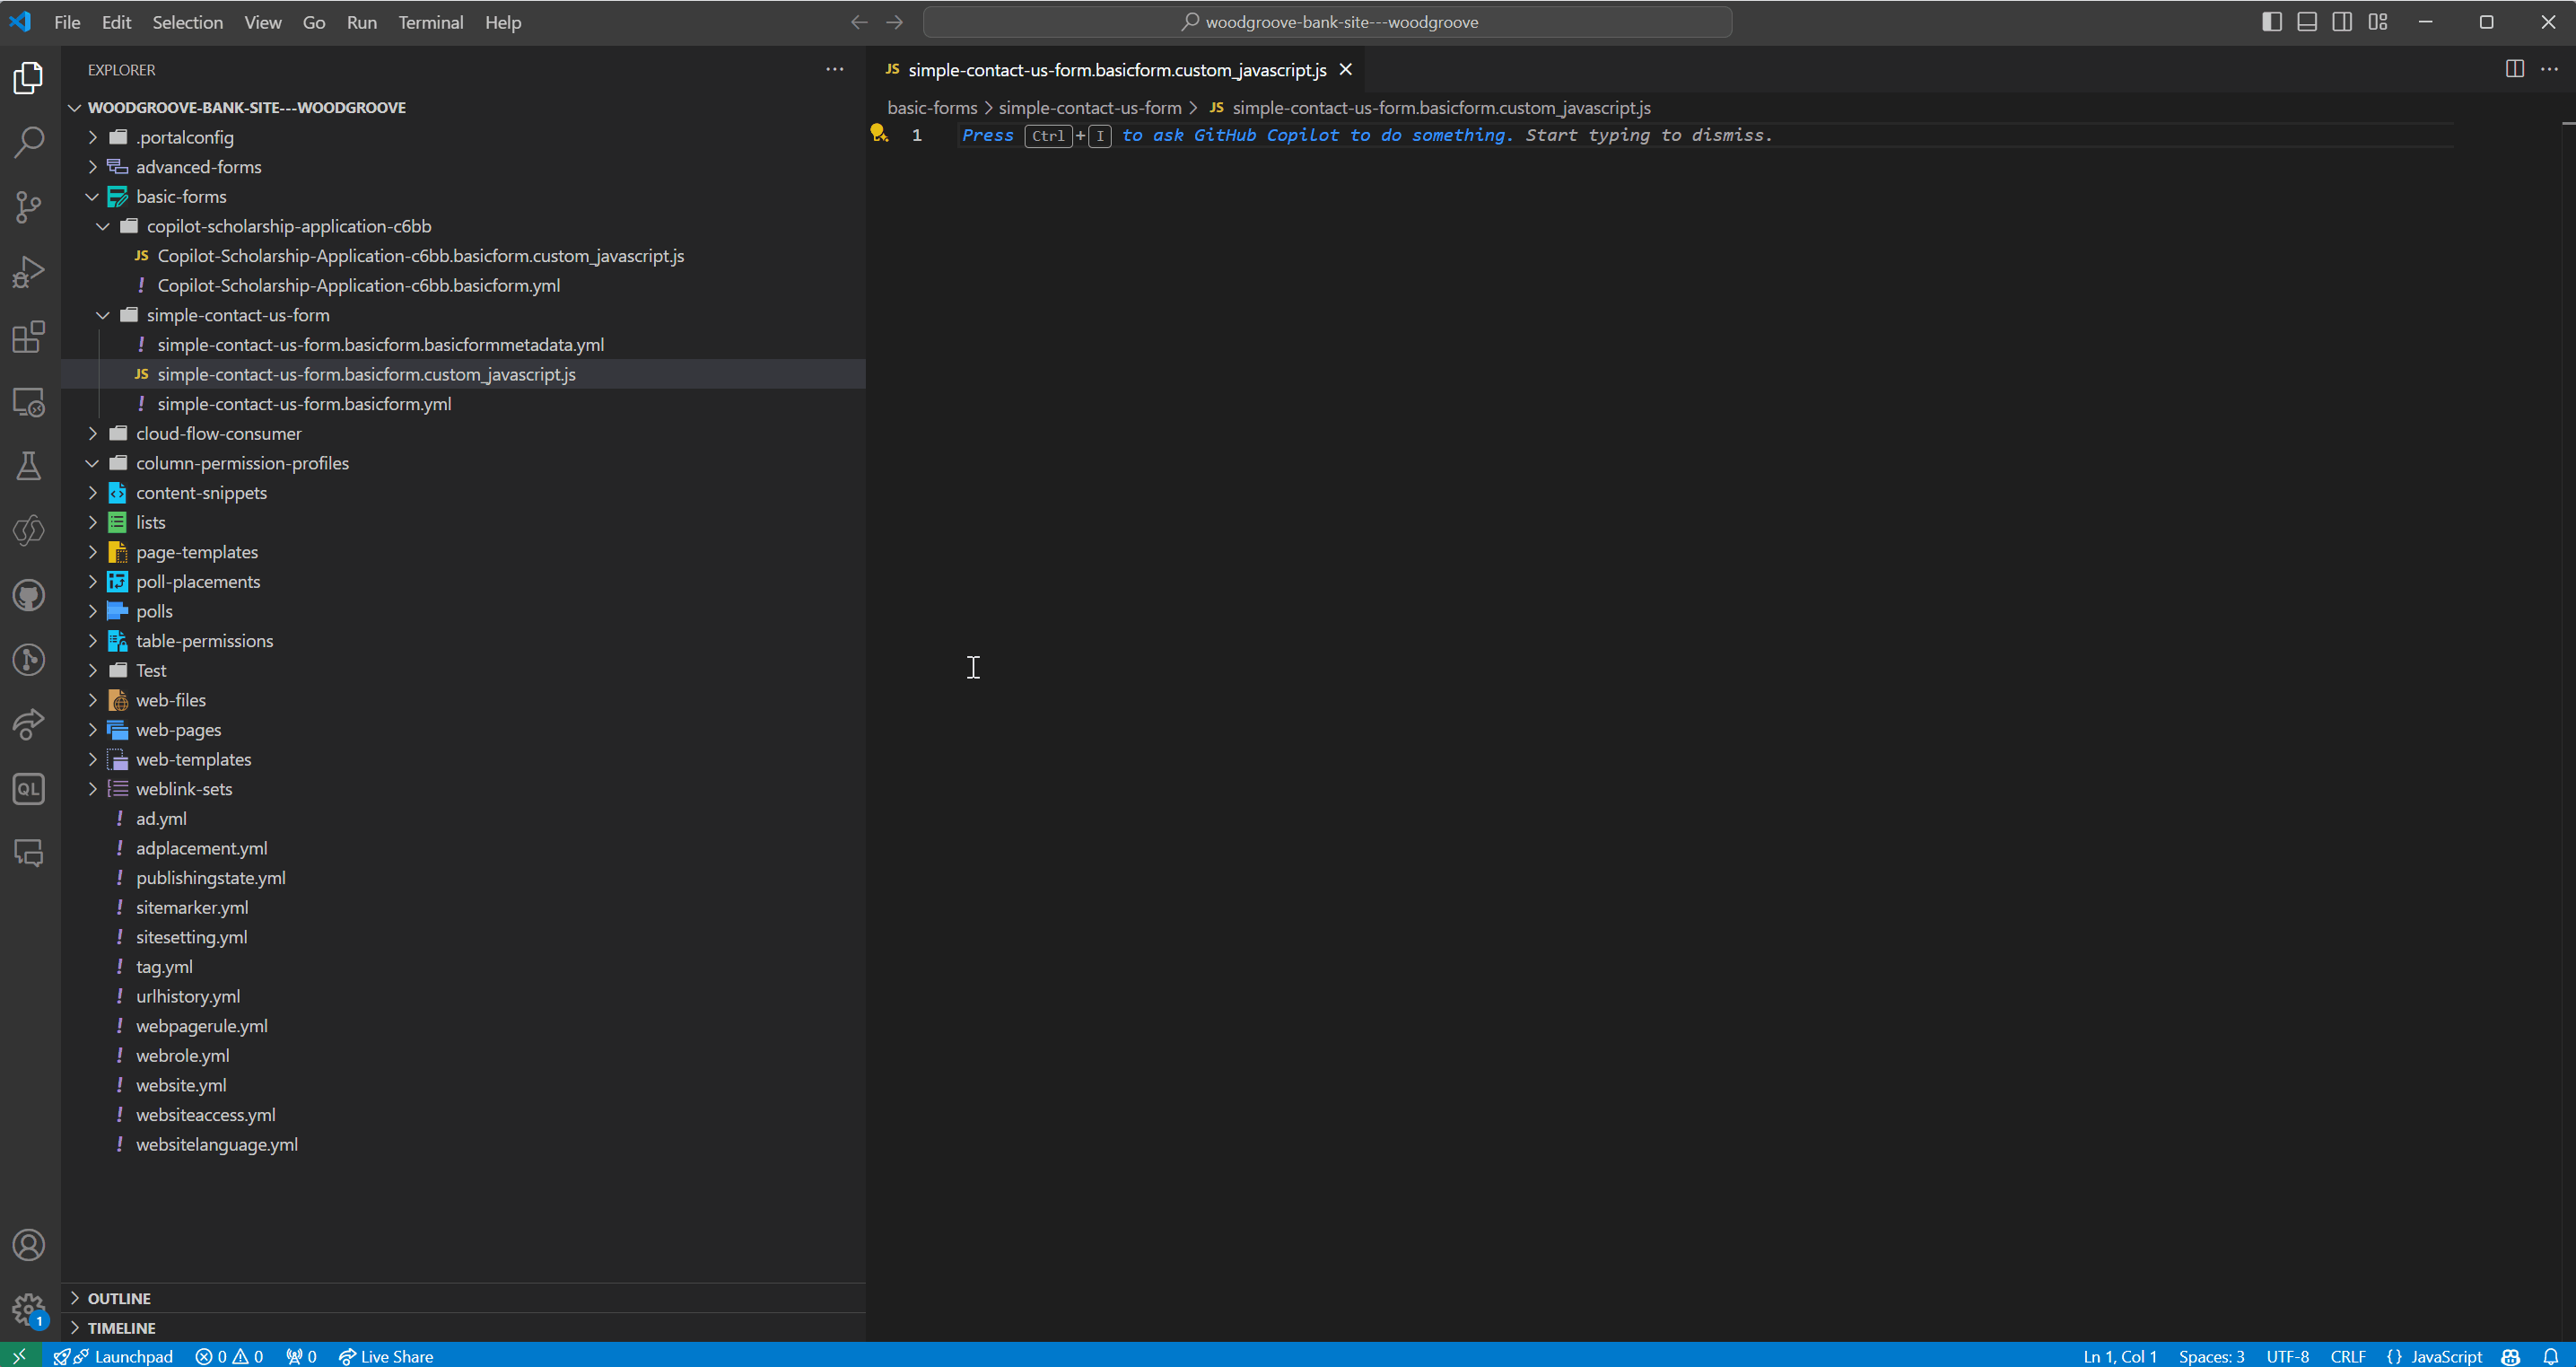 File Edit Selection View Go Run Terminal Help
woodgroove-bank-site---woodgroove
EXPLORER
WOODGROOVE-BANK-SITE---WOODGROOVE
.portalconfig
advanced-forms
basic-forms
copilot-scholarship-application-c6bb
JS Copilot-Scholarship-Application-c6bb.basicform.custom_javascript.js
! Copilot-Scholarship-Application-c6bb.basicform.yml
simple-contact-us-form
! simple-contact-us-form.basicform.basicformmetadata.yml
JS simple-contact-us-form.basicform.custom_javascript.js
! simple-contact-us-form.basicform.yml
cloud-flow-consumer
column-permission-profiles
content-snippets
lists
page-templates
poll-placements
polls
table-permissions
Test
web-files
web-pages
web-templates
weblink-sets
! ad.yml
! adplacement.yml
! publishingstate.yml
! sitemarker.yml
! sitesetting.yml
! tag.yml
! urlhistory.yml
! webpagerule.yml
! webrole.yml
! website.yml
! websiteaccess.yml
! websitelanguage.yml
OUTLINE
TIMELINE
QL
1
JS simple-contact-us-form.basicform.custom_javascript.js
basic-forms > simple-contact-us-form > JS simple-contact-us-form.basicform.custom_javascript.js
1 Press Ctrl+I to ask GitHub Copilot to do something. Start typing to dismiss.
Launchpad 0 0 0 Live Share
Ln 1, Col 1 Spaces: 3 UTF-8 CRLF {} JavaScript